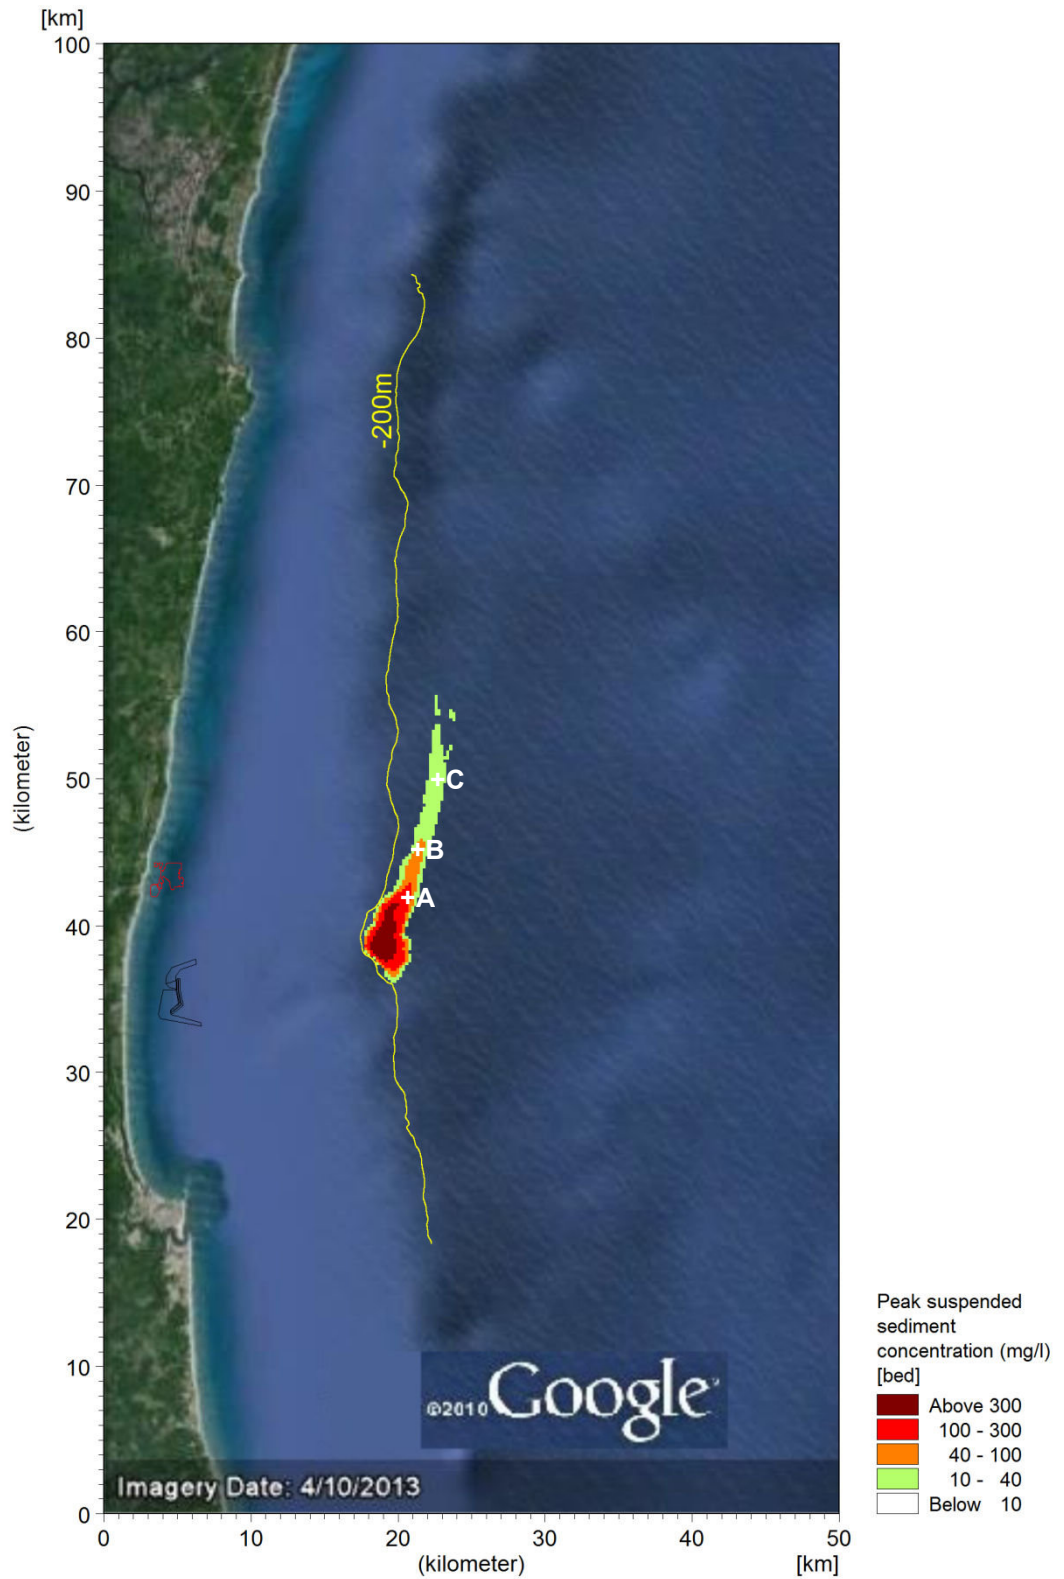 [km]
100
90
80
-200m
70
60
(kilometer)
50
C
B
A
40
30
20
10
0
©2010 Google
Imagery Date: 4/10/2013
0 10 20 30 40 50
(kilometer) [km]
Peak suspended
sediment
concentration (mg/l)
[bed]
Above 300
100 - 300
40 - 100
10 - 40
Below 10